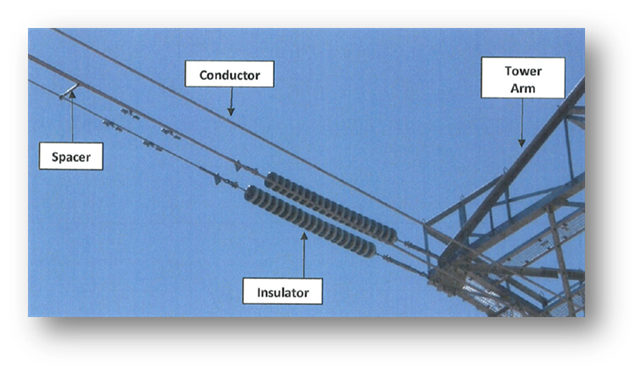 Conductor
Tower
Arm
Spacer
Insulator